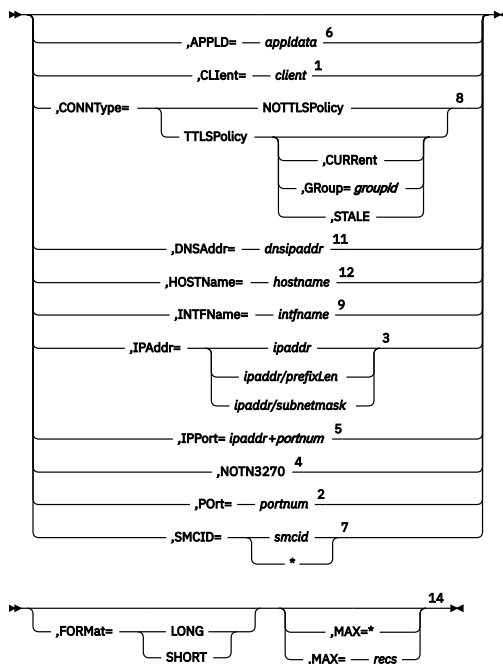 ,APPLD= appldata 6
,CLIent= client 1
,CONNType= NOTTLSPolicy 8
TTLSPolicy
,CURRent
,GRoup= groupid
,STALE
,DNSAddr= dnsipaddr 11
,HOSTName= hostname 12
,INTFName= intfname 9
,IPAddr= ipaddr 3
ipaddr/prefixLen
ipaddr/subnetmask
,IPPort= ipaddr+portnum 5
,NOTN3270 4
,POrt= portnum 2
,SMCID= smcid 7
*
,FORMat= LONG ,MAX=* 14
SHORT ,MAX= recs